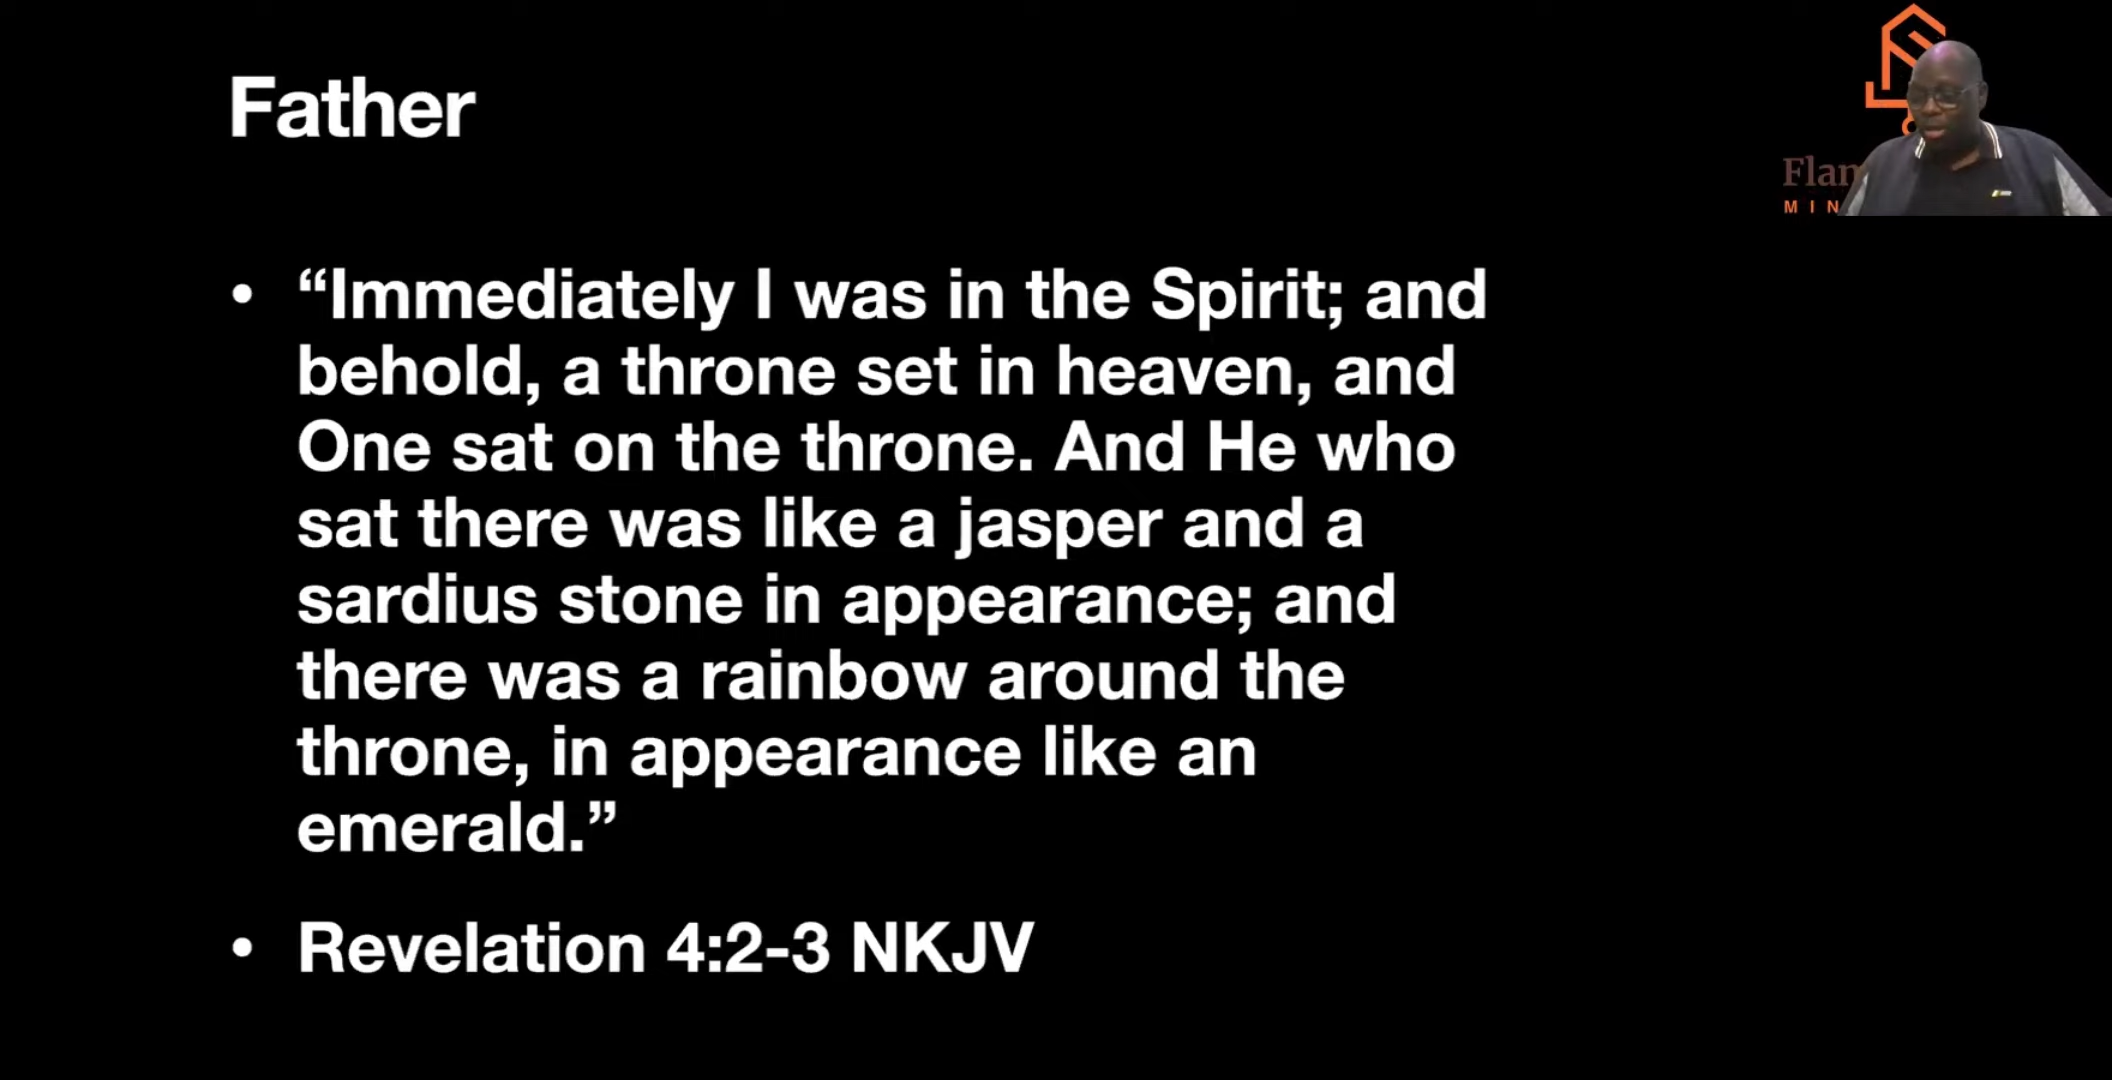 Father
• “Immediately I was in the Spirit; and
behold, a throne set in heaven, and
One sat on the throne. And He who
sat there was like a jasper and a
sardius stone in appearance; and
there was a rainbow around the
throne, in appearance like an
emerald.”
• Revelation 4:2-3 NKJV